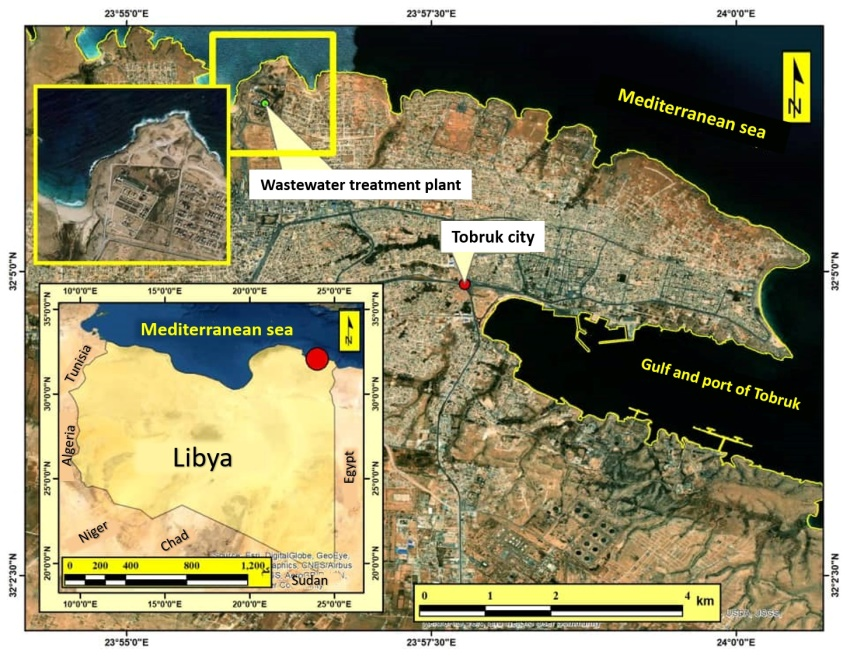 23°55'0"E 23°57'30"E 24°0'0"E
Mediterranean sea
N
Wastewater treatment plant
Tobruk city
32°5'0"N 32°5'0"N
10°0'0"E 15°0'0"E 20°0'0"E 25°0'0"E
35°0'0"N 35°0'0"N
Mediterranean sea
N
Tunisia
Gulf and port of Tobruk
30°0'0"N 30°0'0"N
Algeria
Libya
Egypt
25°0'0"N 25°0'0"N
Niger
Chad
Esri, DigitalGlobe, GeoEye,
CNES/Airbus
20°0'0"N
Sudan
0 200 400 800 1,200
10°0'0"E 15°0'0"E 20°0'0"E 25°0'0"E
32°2'30"N 32°2'30"N
0 1 2 4 km
23°55'0"E 23°57'30"E 24°0'0"E